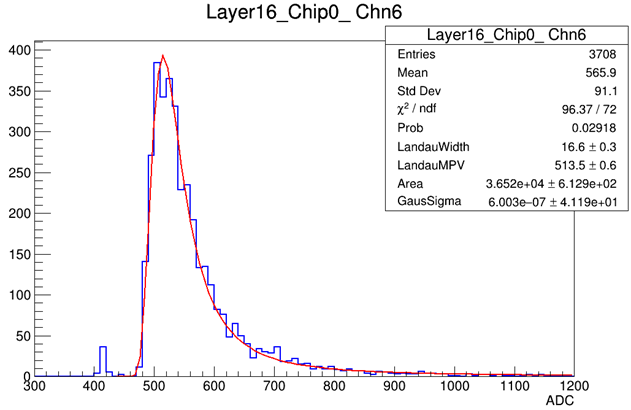 Layer16_Chip0_ Chn6
Layer16_Chip0_ Chn6
Entries 3708
Mean 565.9
Std Dev 91.1
χ² / ndf 96.37 / 72
Prob 0.02918
LandauWidth 16.6 ± 0.3
LandauMPV 513.5 ± 0.6
Area 3.652e+04 ± 6.129e+02
GausSigma 6.003e–07 ± 4.119e+01
400
350
300
250
200
150
100
50
0
300 400 500 600 700 800 900 1000 1100 1200
ADC